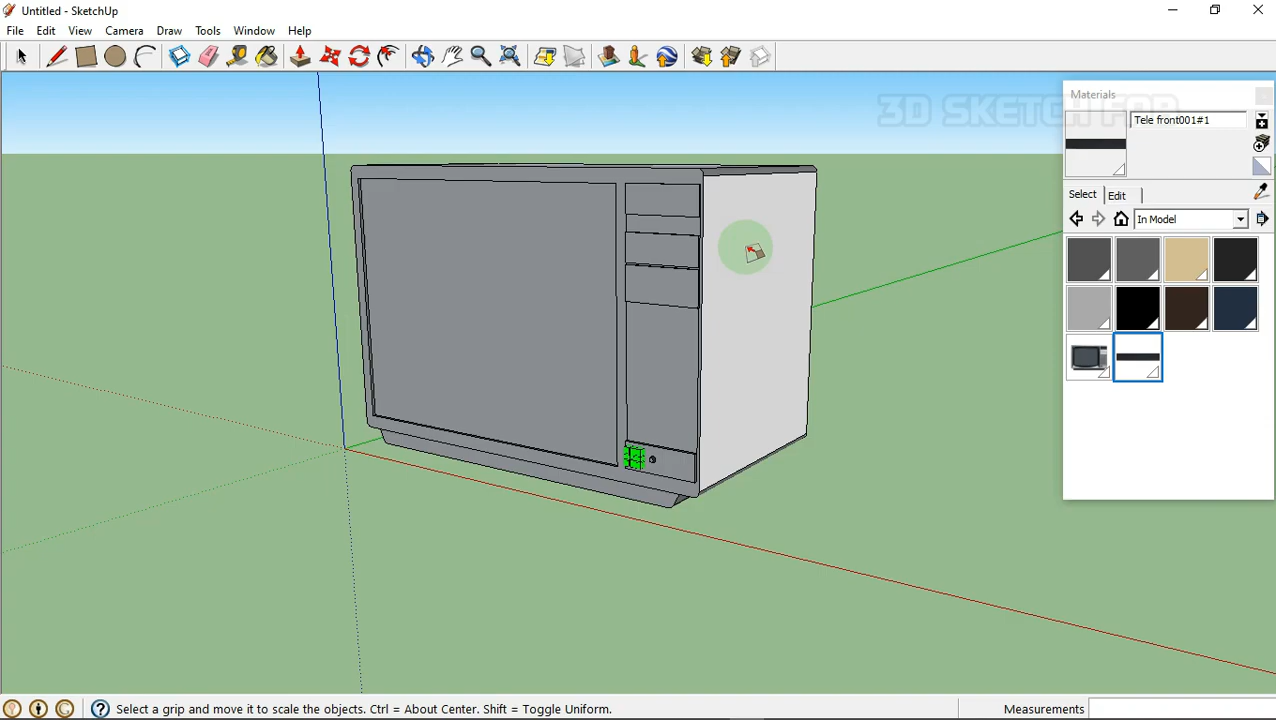 Untitled - SketchUp
File Edit View Camera Draw Tools Window Help
3D SKETCH FOR
Materials
Tele front001#1
Select Edit
In Model
Select a grip and move it to scale the objects. Ctrl = About Center. Shift = Toggle Uniform.
Measurements